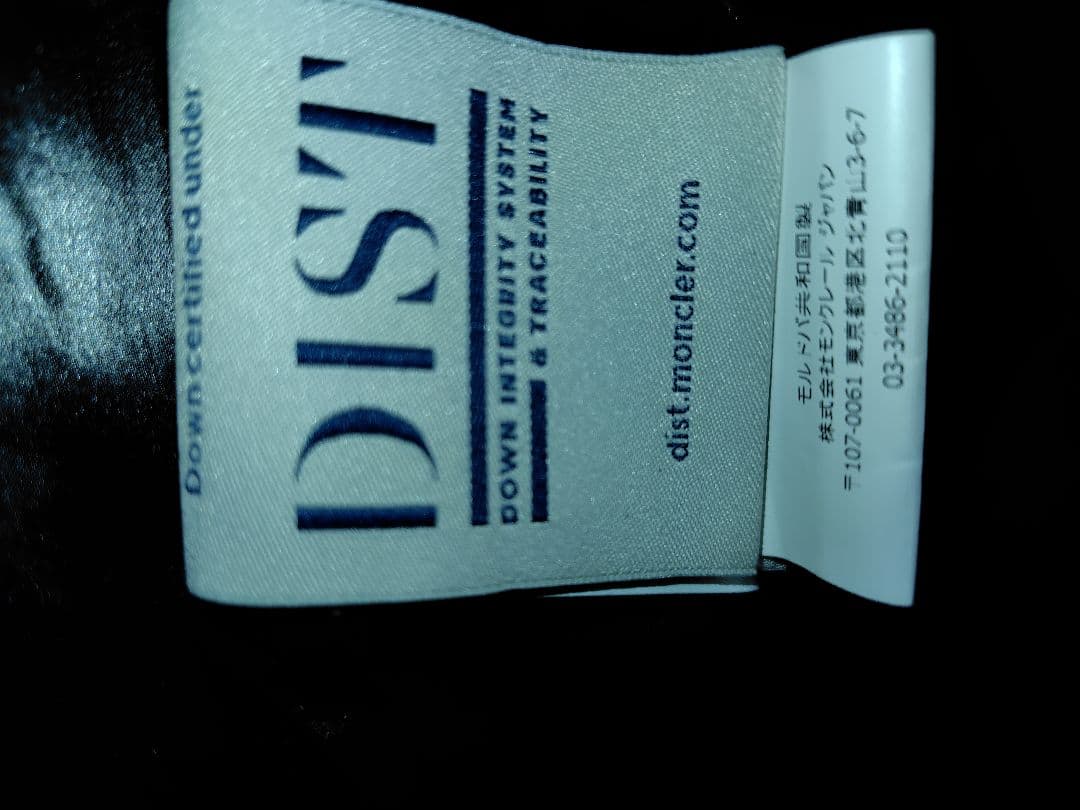 Down certified under
DIST
DOWN INTEGRITY SYSTEM
& TRACEABILITY
dist.moncler.com
モルドバ共和国製
株式会社モンクレール ジャパン
〒107-0061 東京都港区北青山3-6-7
03-3486-2110